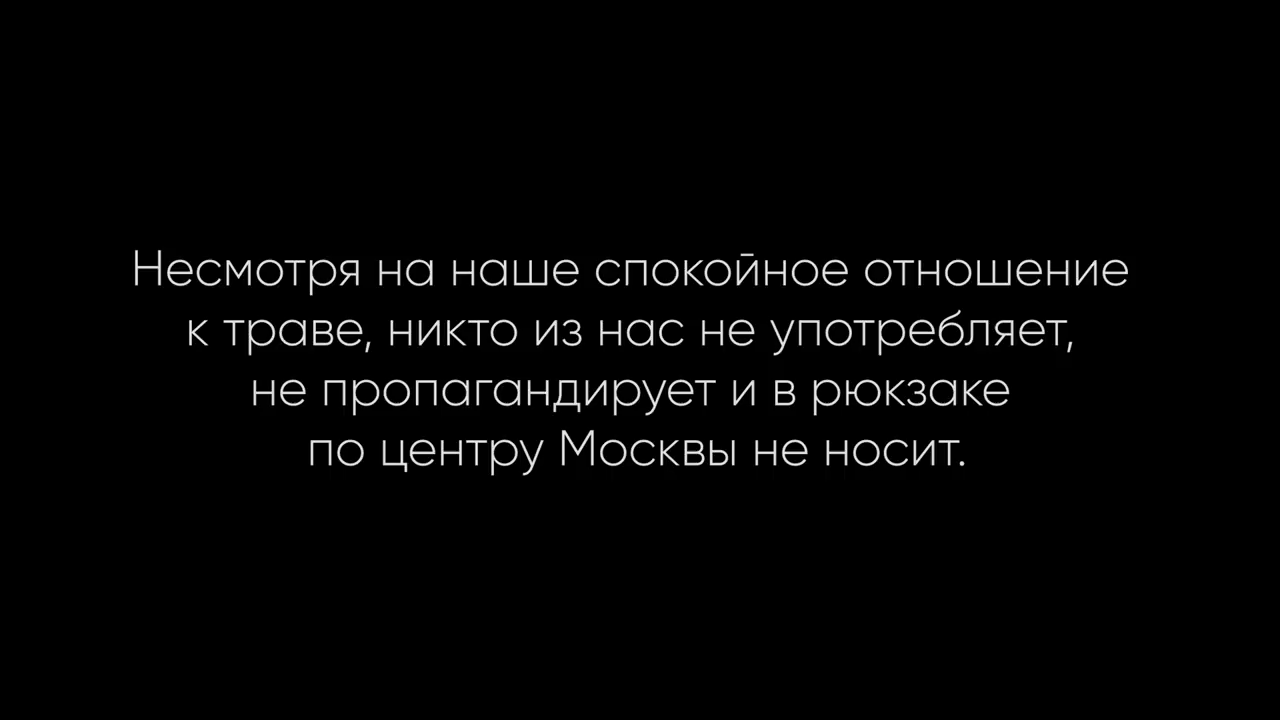 Несмотря на наше спокойное отношение
к траве, никто из нас не употребляет,
не пропагандирует и в рюкзаке
по центру Москвы не носит.